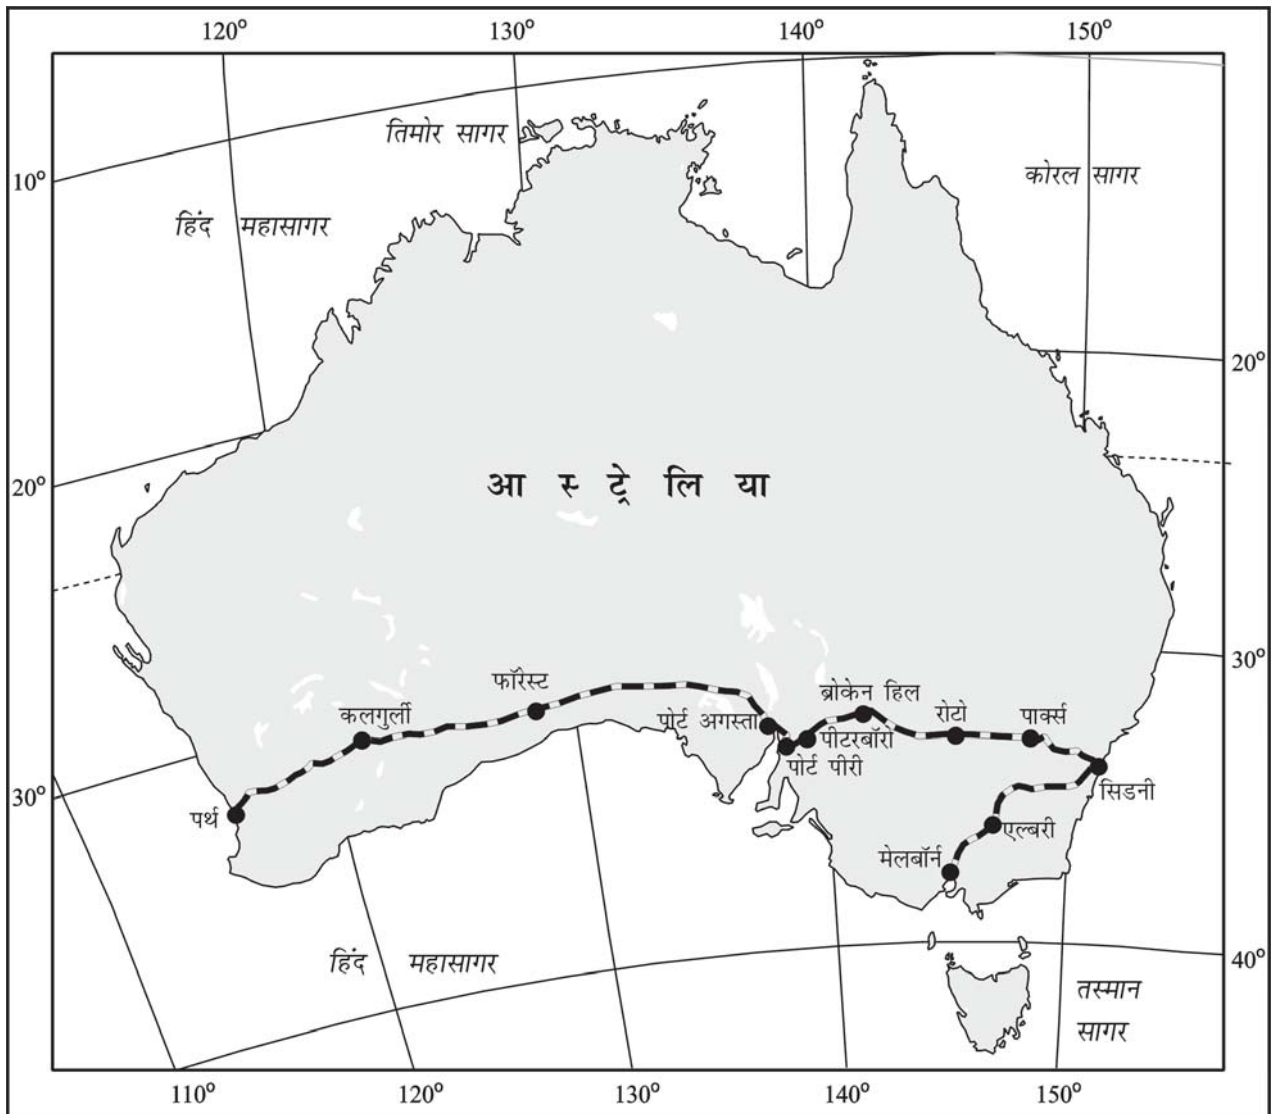 120° 130° 140° 150°
तिमोर सागर
10°
कोरल सागर
हिंद महासागर
20°
आ स्ट्रे लि या
20°
30°
फॉरेस्ट
ब्रोकेन हिल
कलगुर्ली
पोर्ट अगस्ता
रोटो
पार्क्स
पीटरबॉरो
पोर्ट पीरी
30°
सिडनी
पर्थ
एल्बरी
मेलबॉर्न
हिंद महासागर
40°
तस्मान
सागर
110° 120° 130° 140° 150°